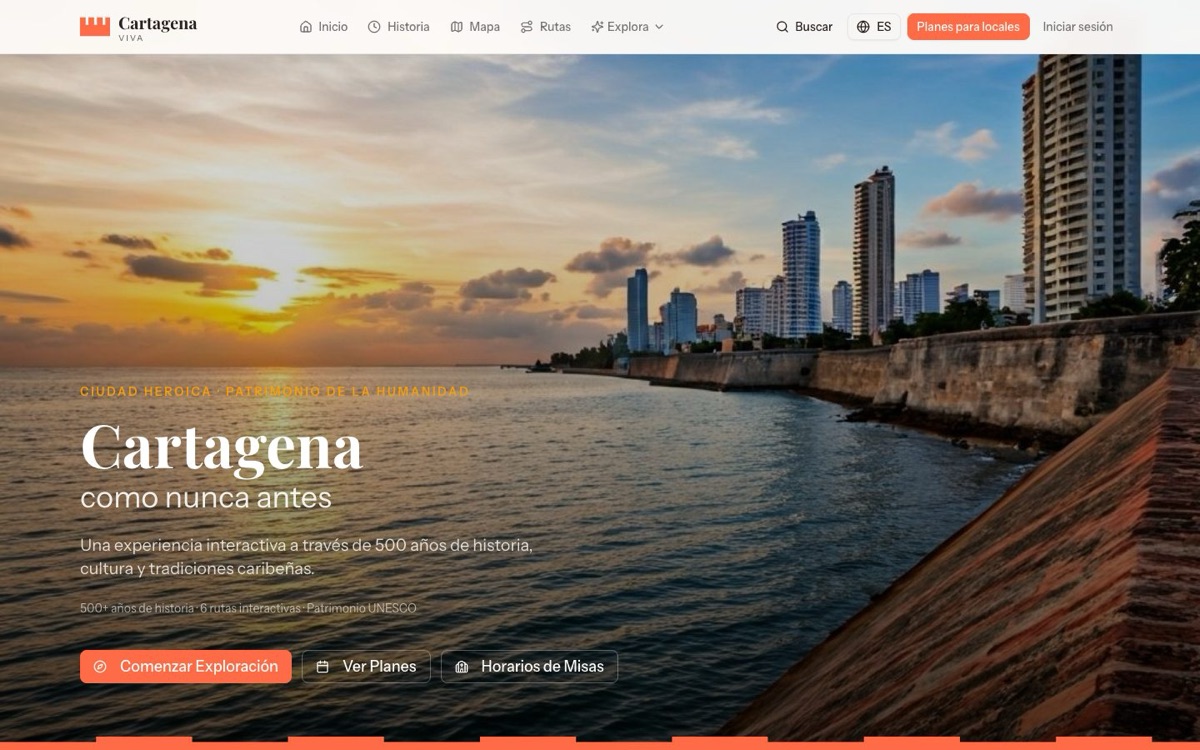 Cartagena
VIVA
Inicio
Historia
Mapa
Rutas
Explora
Buscar
ES
Planes para locales
Iniciar sesión
CIUDAD HEROICA · PATRIMONIO DE LA HUMANIDAD
Cartagena
como nunca antes
Una experiencia interactiva a través de 500 años de historia,
cultura y tradiciones caribeñas.
500+ años de historia · 6 rutas interactivas · Patrimonio UNESCO
Comenzar Exploración
Ver Planes
Horarios de Misas